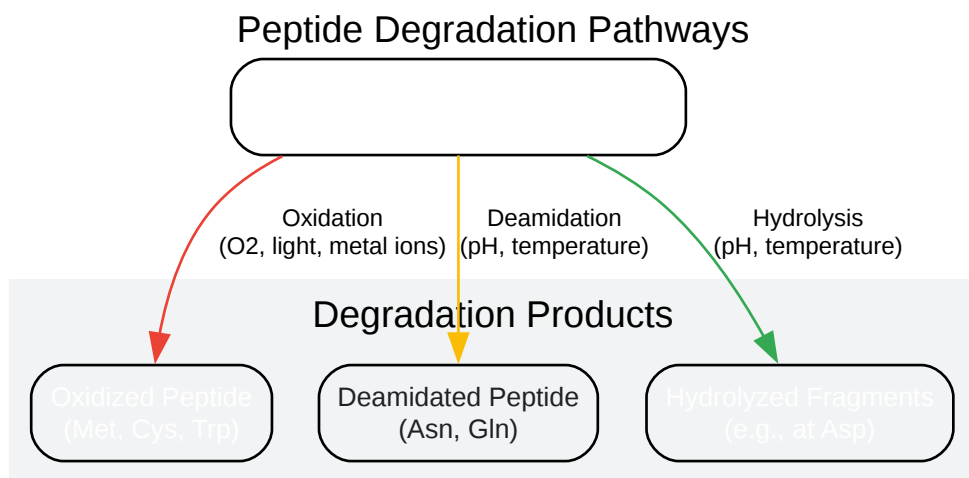 Peptide Degradation Pathways
Oxidation
(O2, light, metal ions)
Deamidation
(pH, temperature)
Hydrolysis
(pH, temperature)
Degradation Products
Oxidized Peptide
(Met, Cys, Trp)
Deamidated Peptide
(Asn, Gln)
Hydrolyzed Fragments
(e.g., at Asp)